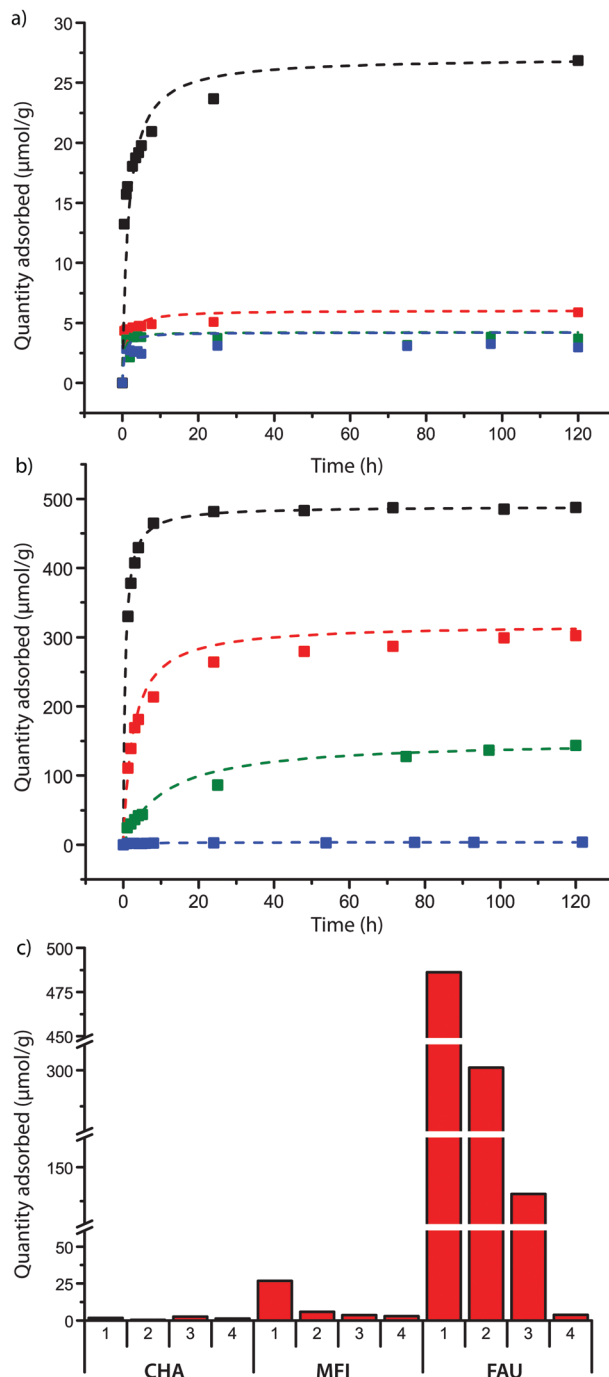 a)
30
25
20
15
10
5
0
Quantity adsorbed (μmol/g)
0 20 40 60 80 100 120
Time (h)
b)
500
400
300
200
100
0
Quantity adsorbed (μmol/g)
0 20 40 60 80 100 120
Time (h)
c)
500
475
450
300
150
50
25
0
Quantity adsorbed (μmol/g)
1 2 3 4 1 2 3 4 1 2 3 4
CHA MFI FAU